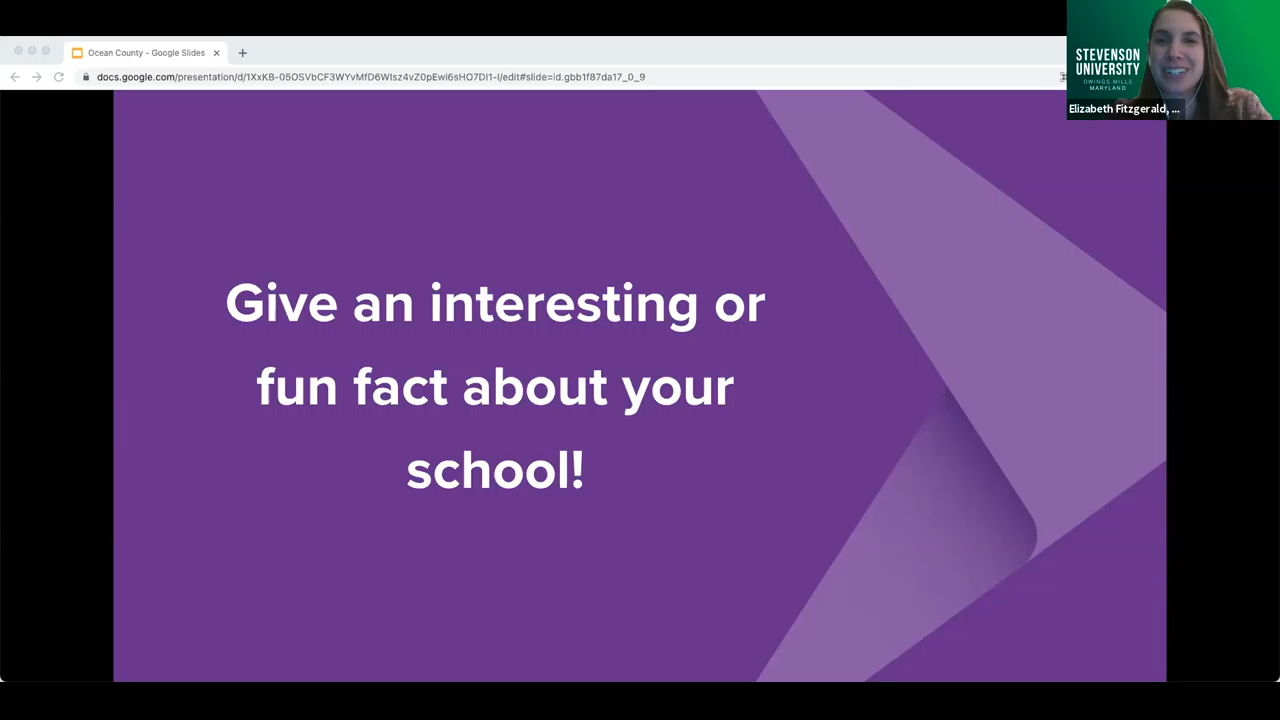 Ocean County - Google Slides
docs.google.com/presentation/d/1XxKB-05OSVbCF3WYvMfD6WIsz4vZ0pEwi6sHO7DI1-I/edit#slide=id.gbb1f87da17_0_9
STEVENSON
UNIVERSITY
OWINGS MILLS
MARYLAND
Elizabeth Fitzgerald, ...
Give an interesting or
fun fact about your
school!